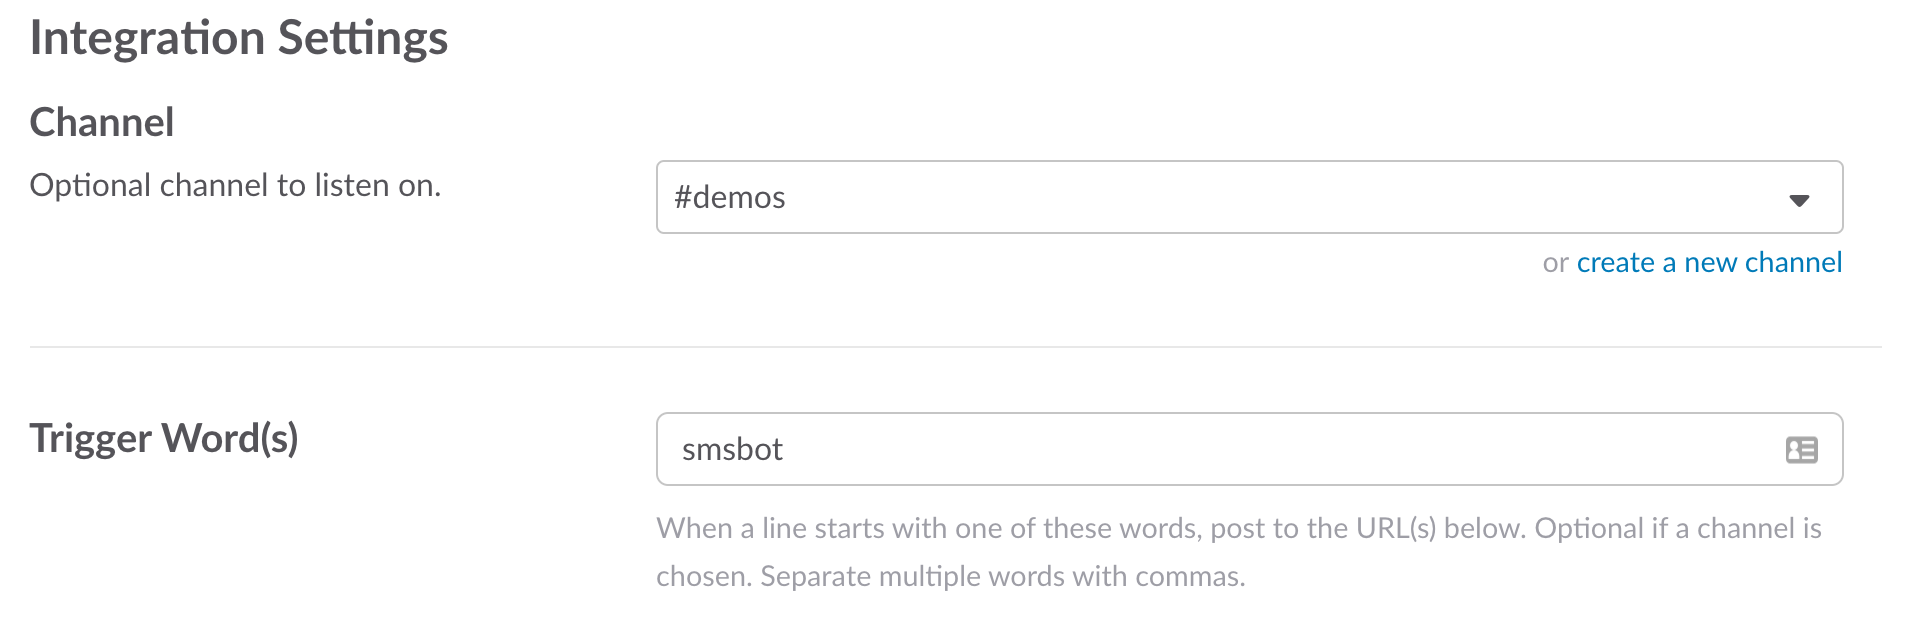 Integration Settings
Channel
Optional channel to listen on.
#demos
or create a new channel
Trigger Word(s)
smsbot
When a line starts with one of these words, post to the URL(s) below. Optional if a channel is
chosen. Separate multiple words with commas.